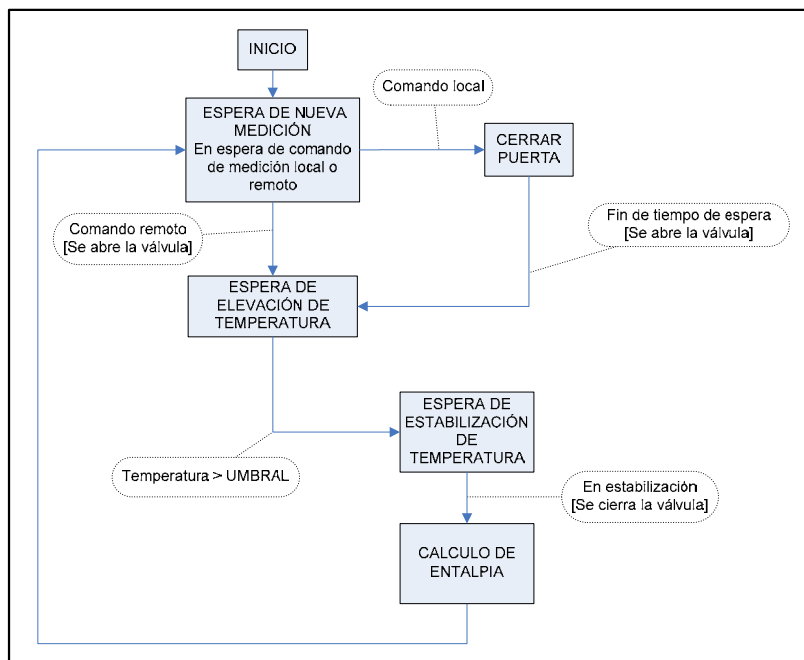 INICIO
Comando local
ESPERA DE NUEVA
MEDICIÓN
En espera de comando
de medición local o
remoto
CERRAR
PUERTA
Comando remoto
[Se abre la válvula]
Fin de tiempo de espera
[Se abre la válvula]
ESPERA DE
ELEVACIÓN DE
TEMPERATURA
ESPERA DE
ESTABILIZACIÓN
DE
TEMPERATURA
Temperatura > UMBRAL
En estabilización
[Se cierra la válvula]
CALCULO DE
ENTALPIA